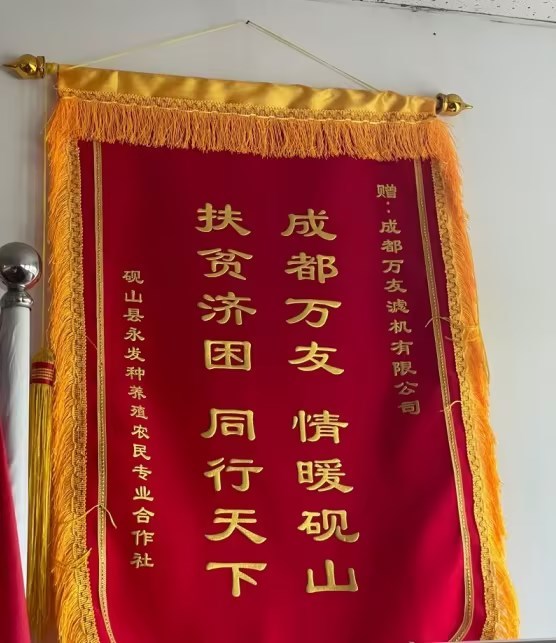 赠:成都万友滤机有限公司
成都万友 情暖砚山
扶贫济困 同行天下
砚山县永发种养殖农民专业合作社